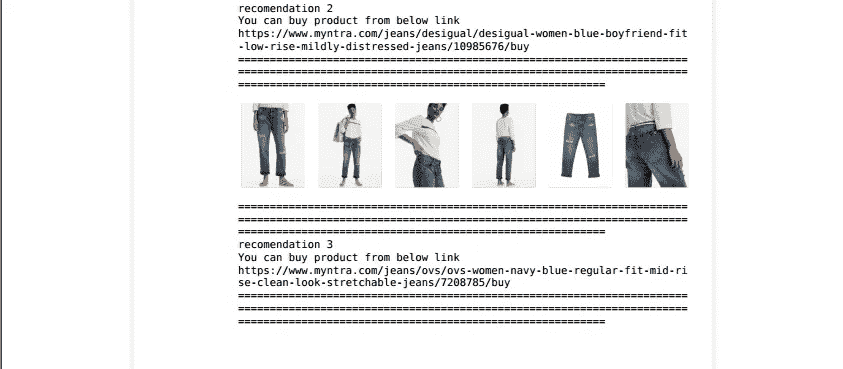 recomendation 2
You can buy product from below link
https://www.myntra.com/jeans/desigual/desigual-women-blue-boyfriend-fit
-low-rise-mildly-distressed-jeans/10985676/buy
=======================================================================
=======================================================================
==========================================================
=======================================================================
=======================================================================
==========================================================
recomendation 3
You can buy product from below link
https://www.myntra.com/jeans/ovs/ovs-women-navy-blue-regular-fit-mid-ri
se-clean-look-stretchable-jeans/7208785/buy
=======================================================================
=======================================================================
==========================================================